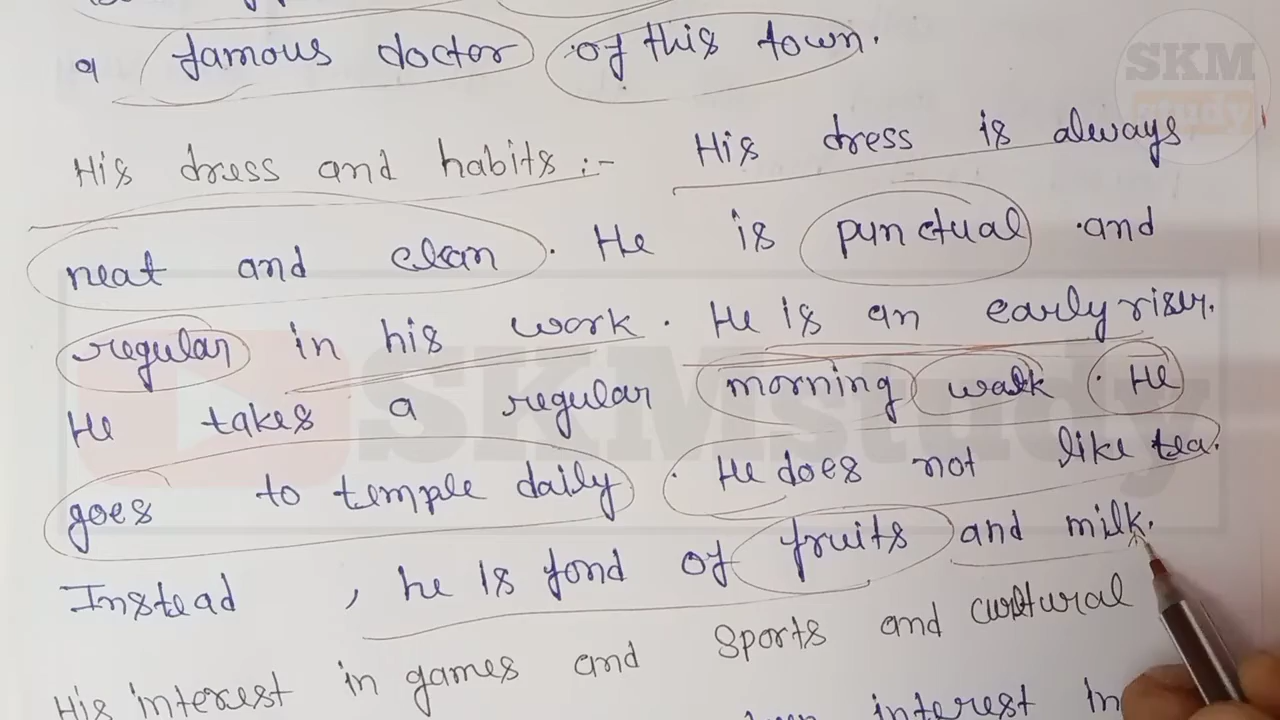 a famous doctor of this town.
SKM
study
His dress and habits :- His dress is always
neat and clean. He is punctual and
regular in his work. He is an early riser.
He takes a regular morning walk. He
goes to temple daily. He does not like tea.
Instead, he is fond of fruits and milk.
His interest in games and sports and cultural
interest in
SKMstudy